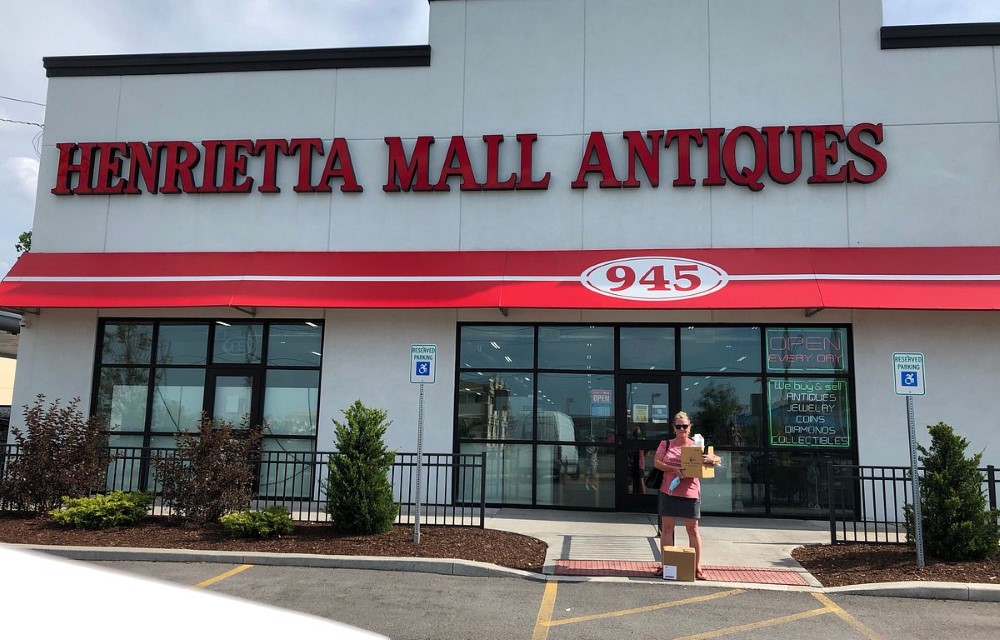 HENRIETTA MALL ANTIQUES
945
OPEN
EVERY DAY
RESERVED
PARKING
We buy & sell
ANTIQUES
JEWELRY
COINS
DIAMONDS
COLLECTIBLES
OPEN
RESERVED
PARKING